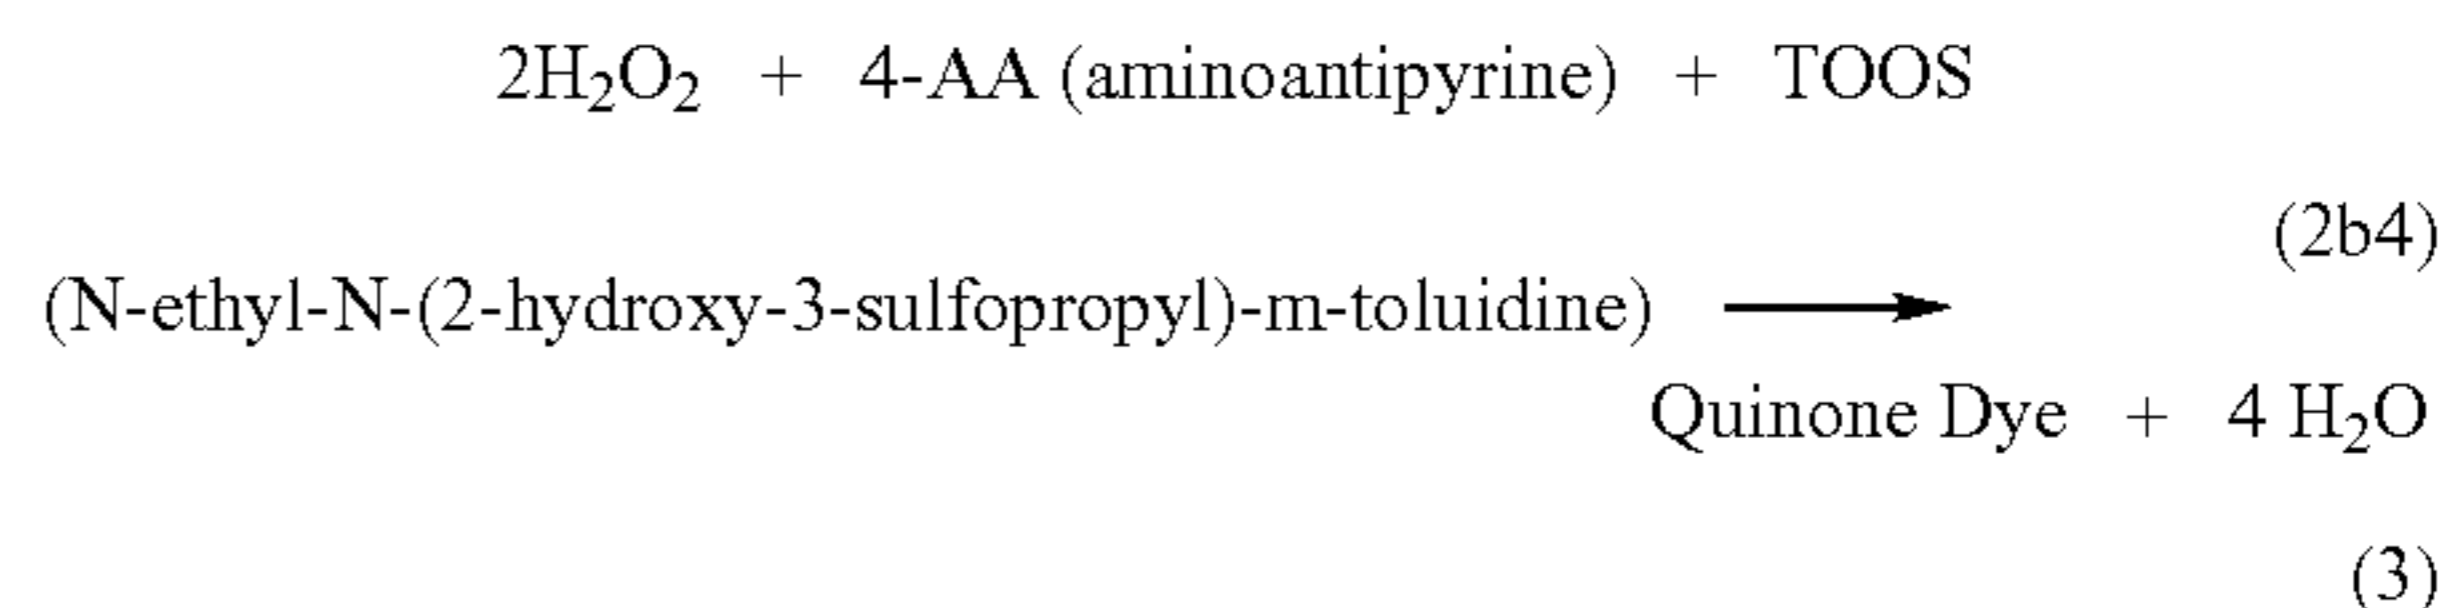 2H₂O₂ + 4-AA (aminoantipyrine) + TOOS
(2b4)
(N-ethyl-N-(2-hydroxy-3-sulfopropyl)-m-toluidine) ⟶
Quinone Dye + 4 H₂O
(3)